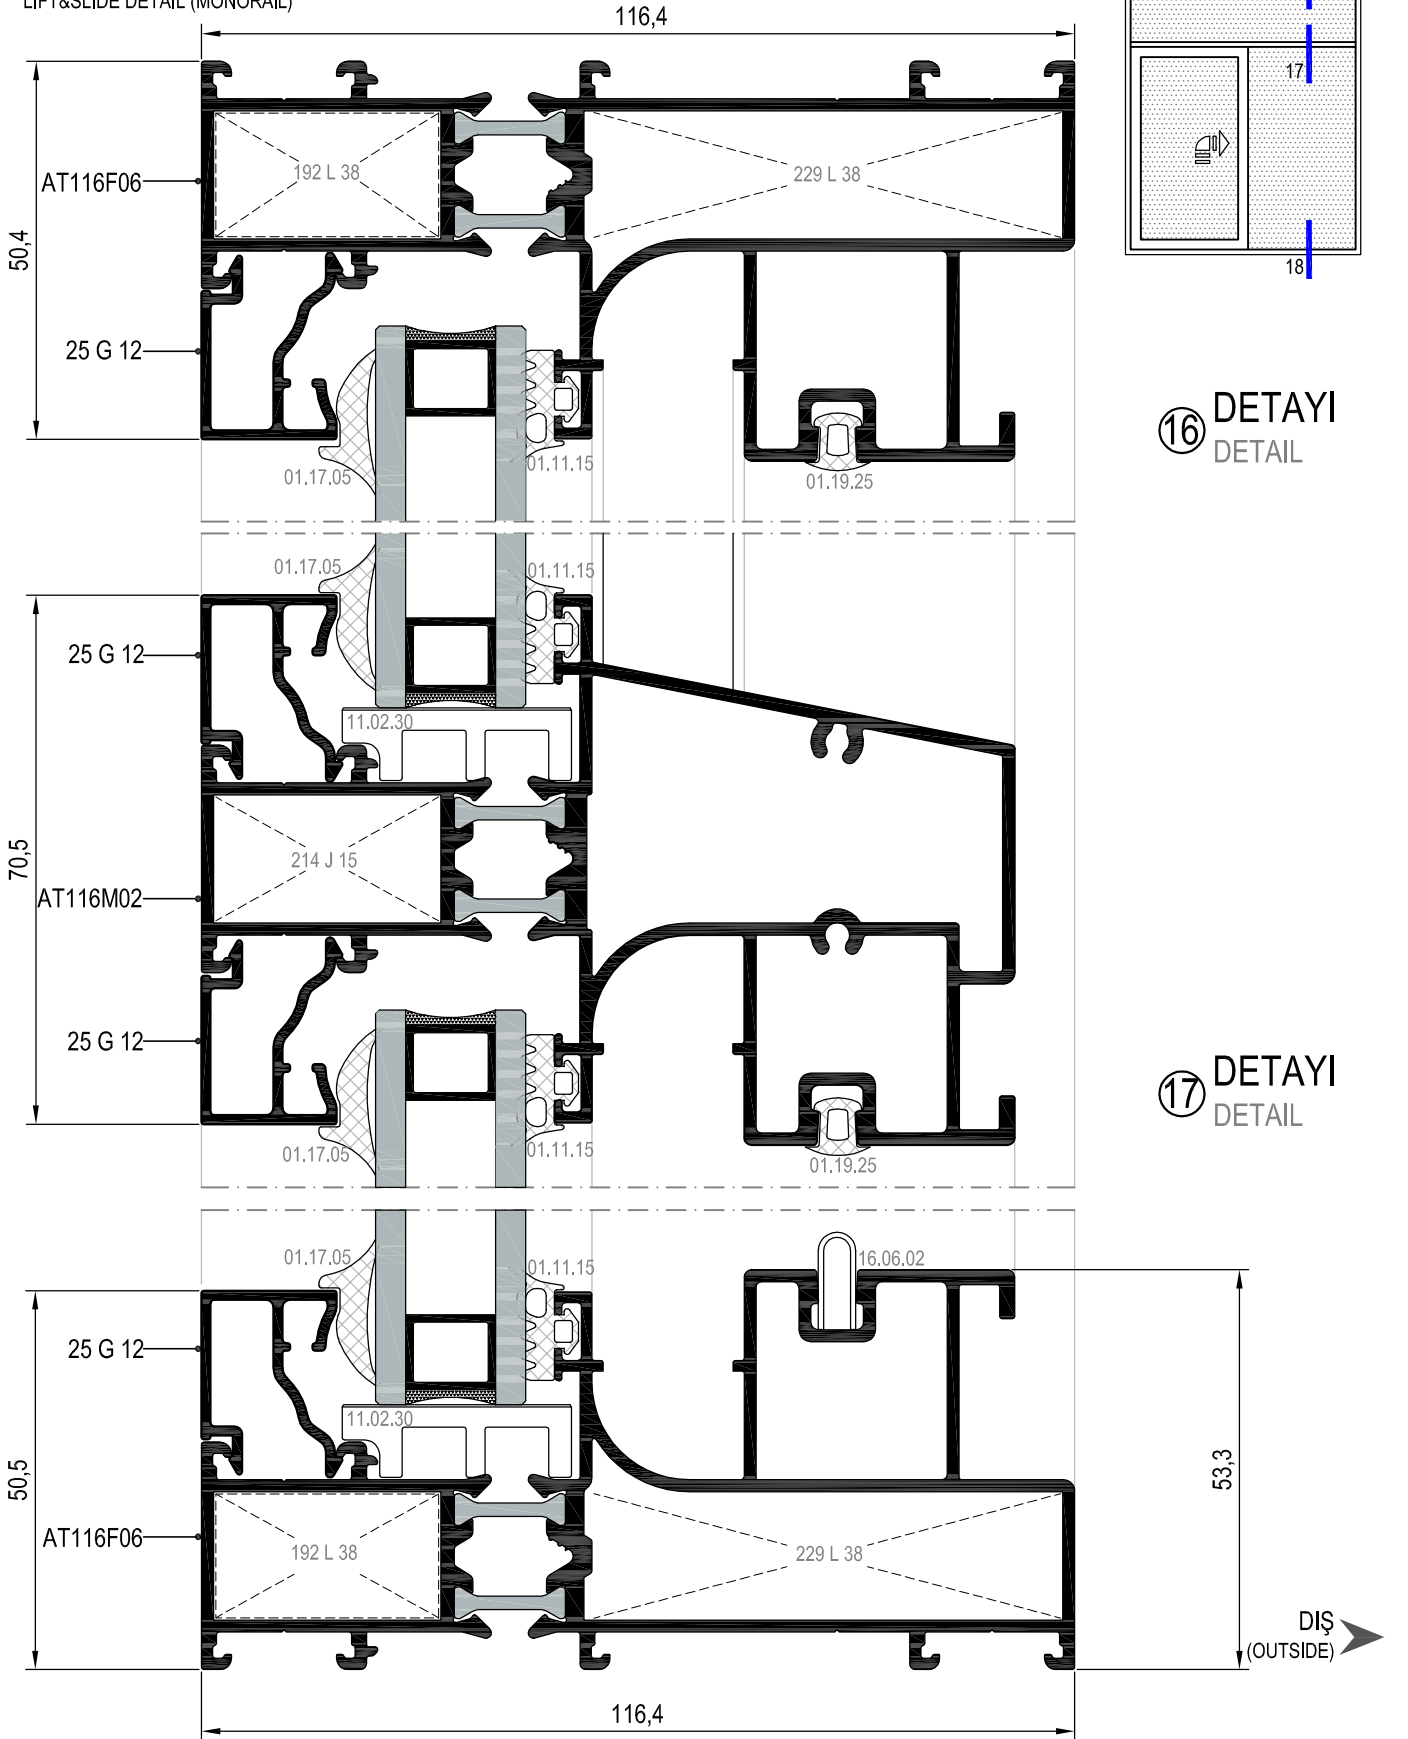 LIFT&SLIDE DETAIL (MONORAIL)
116,4
17
18
192 L 38
229 L 38
AT116F06
50,4
25 G 12
01.17.05
01.11.15
01.19.25
16 DETAYI
DETAIL
01.17.05
01.11.15
25 G 12
11.02.30
70,5
214 J 15
AT116M02
25 G 12
01.17.05
01.11.15
01.19.25
17 DETAYI
DETAIL
01.17.05
01.11.15
16.06.02
25 G 12
11.02.30
50,5
53,3
AT116F06
192 L 38
229 L 38
DIŞ
(OUTSIDE)
116,4